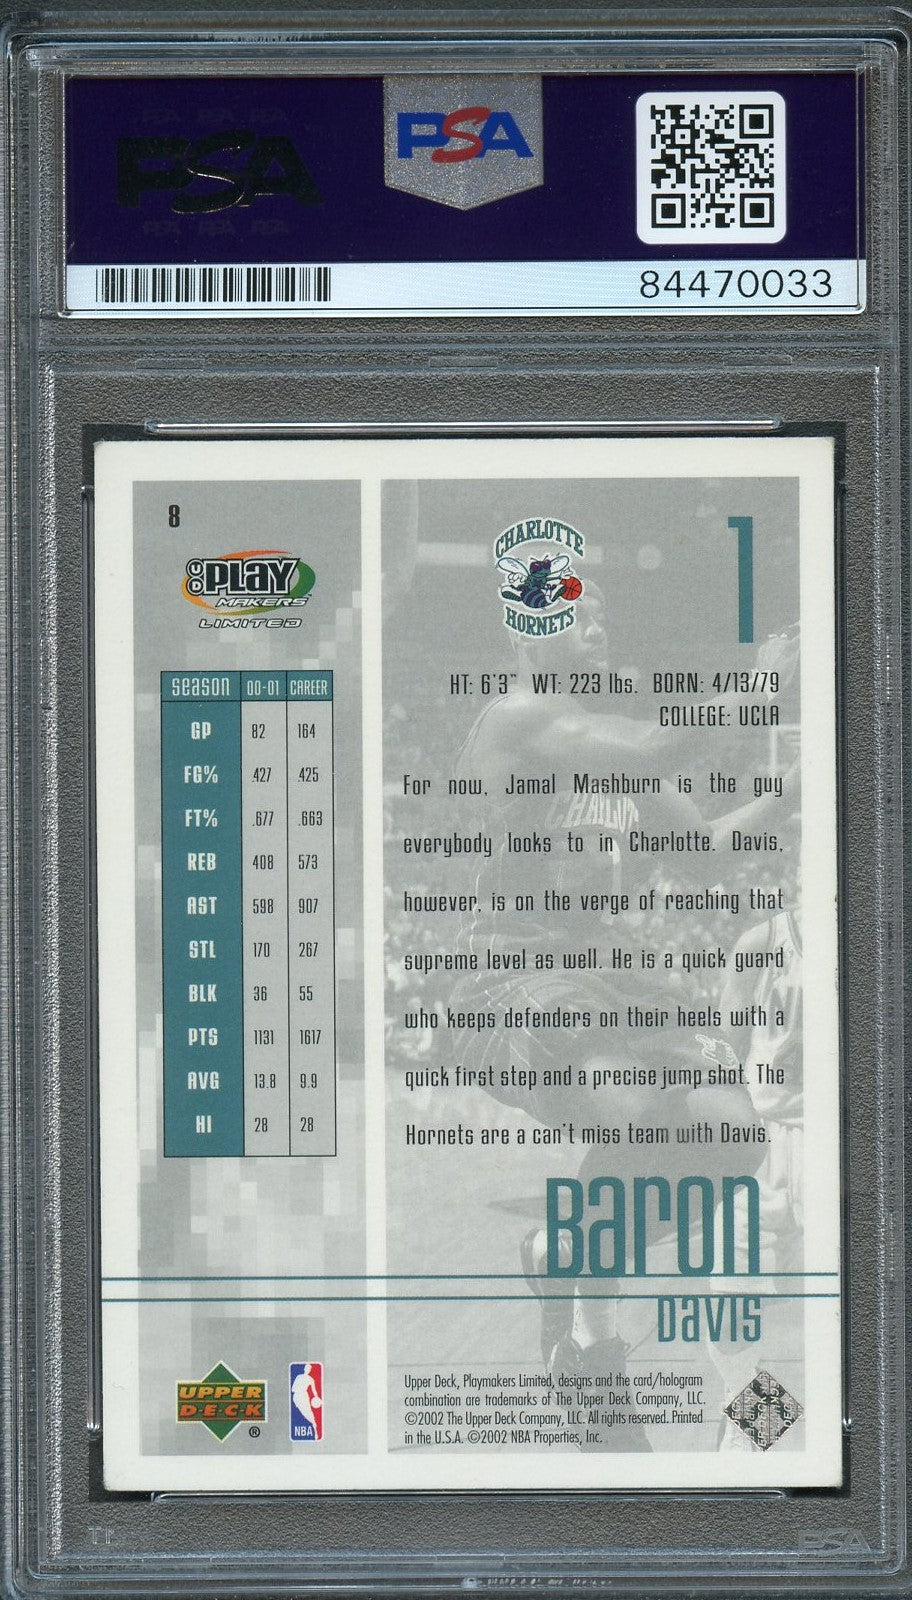 PSA
PSA
84470033
8
UD PLAY
MAKERS
LIMITED
CHARLOTTE
HORNETS
1
HT: 6'3" WT: 223 lbs. BORN: 4/13/79
COLLEGE: UCLA
SEASON 00-01 CAREER
GP 82 164
FG% .427 .425
FT% .677 .663
REB 408 573
AST 598 907
STL 170 267
BLK 36 55
PTS 1131 1617
AVG 13.8 9.9
HI 28 28
For now, Jamal Mashburn is the guy
everybody looks to in Charlotte. Davis,
however, is on the verge of reaching that
supreme level as well. He is a quick guard
who keeps defenders on their heels with a
quick first step and a precise jump shot. The
Hornets are a can't miss team with Davis.
Baron
Davis
UPPER
D·E·C·K
®
NBA
Upper Deck, Playmakers Limited, designs and the card/hologram
combination are trademarks of The Upper Deck Company, LLC.
©2002 The Upper Deck Company, LLC. All rights reserved. Printed
in the U.S.A. ©2002 NBA Properties, Inc.
PSA